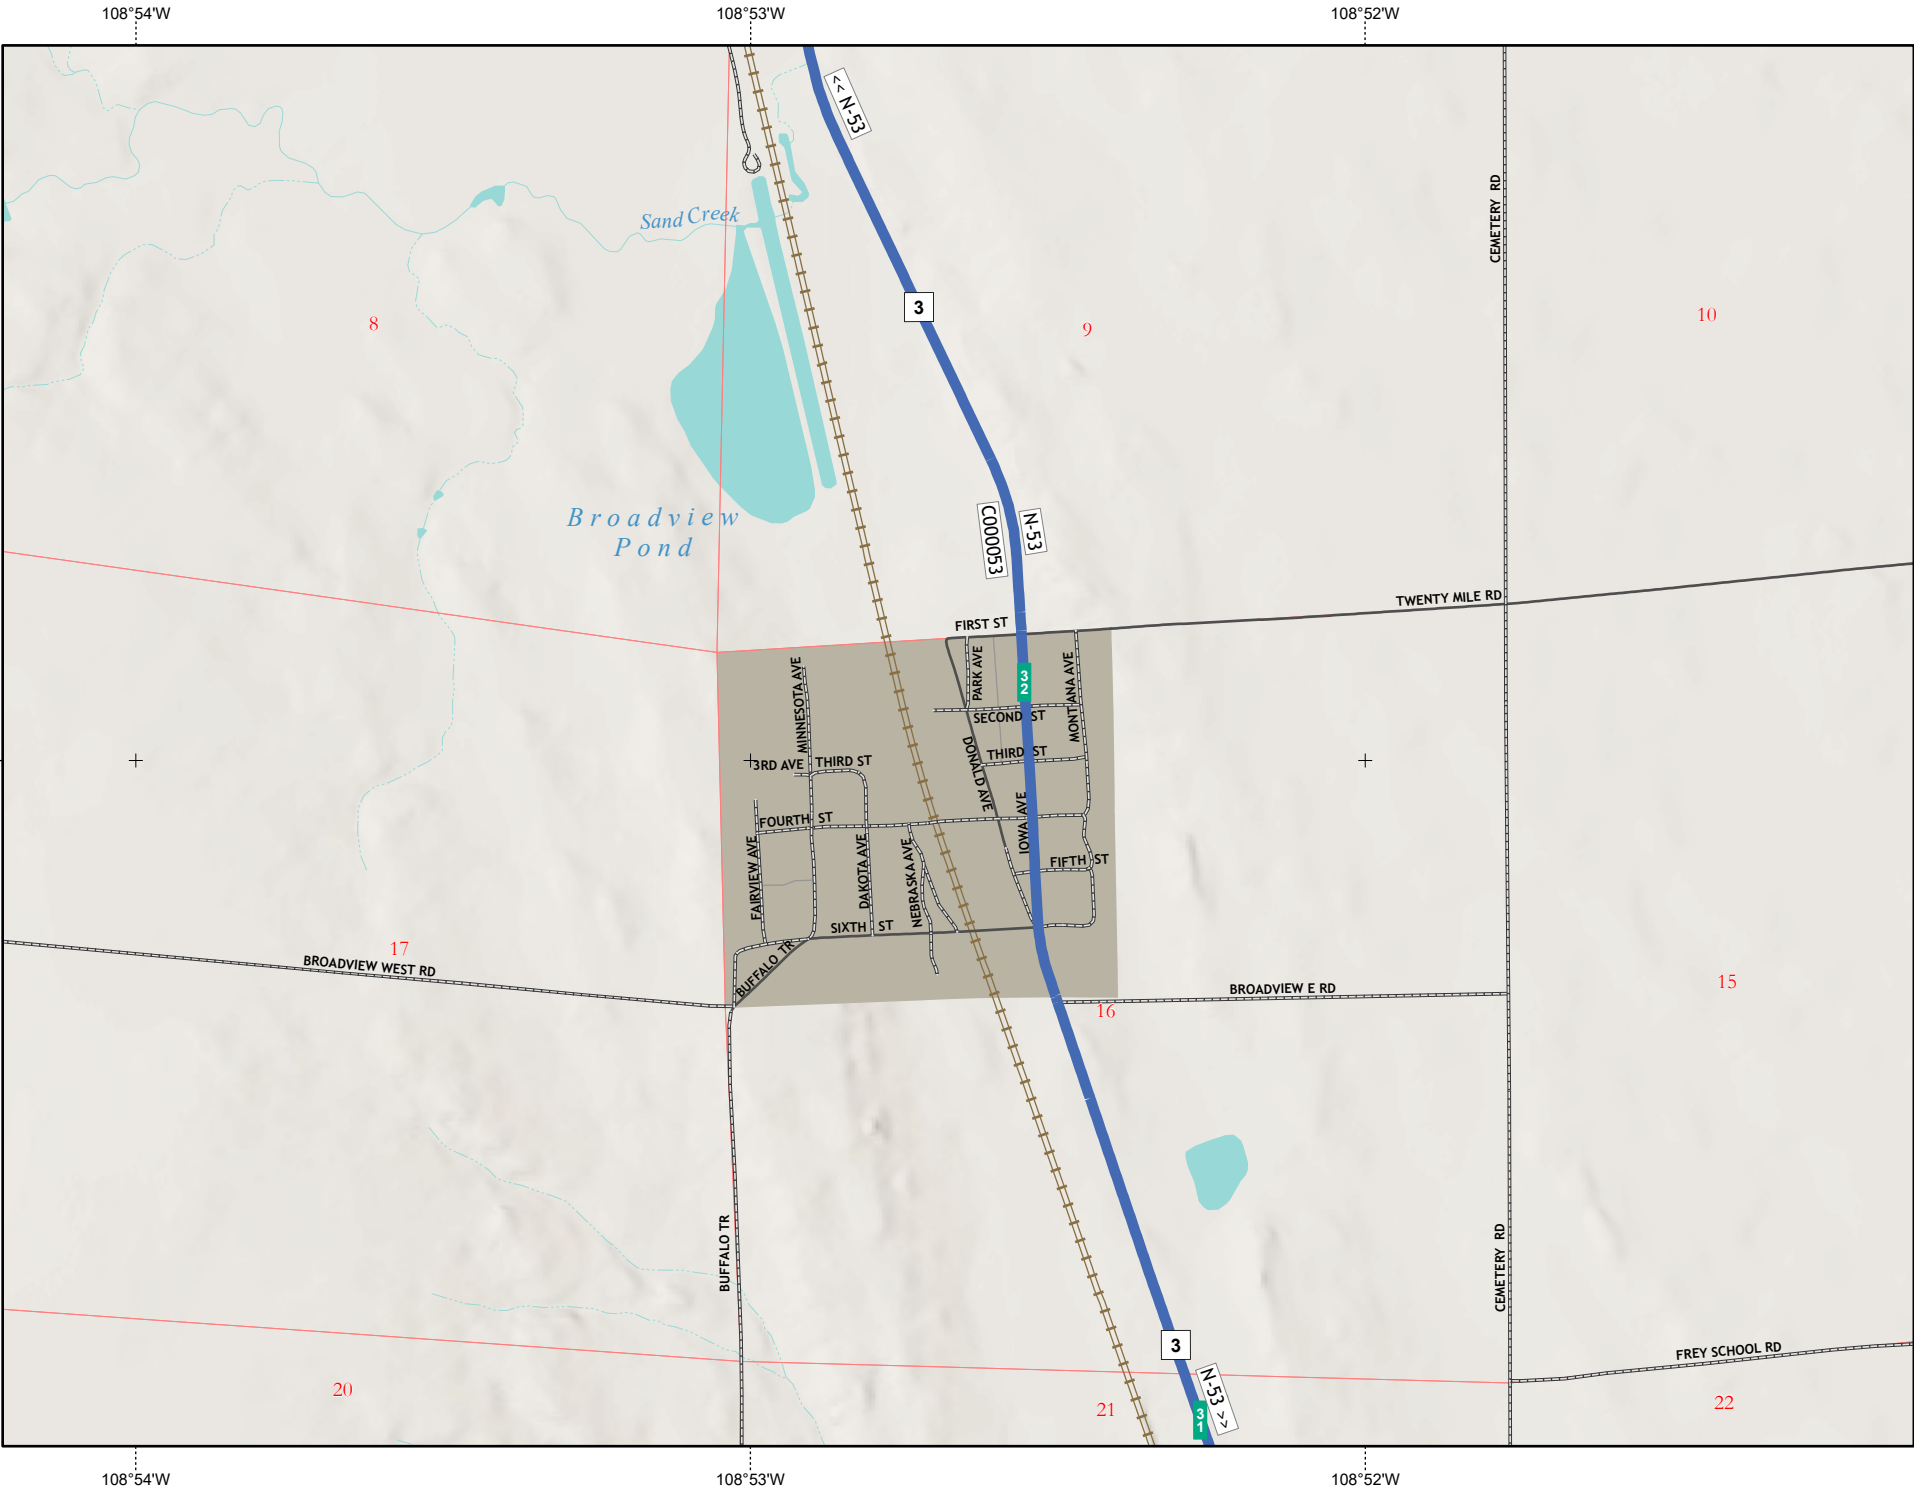 108°54'W
108°53'W
108°52'W
<< N-53
CEMETERY RD
Sand Creek
3
8
9
10
Broadview
Pond
C000053
N-53
TWENTY MILE RD
FIRST ST
PARK AVE
MONTANA AVE
MINNESOTA AVE
32
SECOND ST
DONALD AVE
THIRD ST
3RD AVE
THIRD ST
IOWA AVE
FOURTH ST
FAIRVIEW AVE
DAKOTA AVE
NEBRASKA AVE
FIFTH ST
SIXTH ST
BUFFALO TR
17
BROADVIEW WEST RD
BROADVIEW E RD
15
16
BUFFALO TR
CEMETERY RD
3
FREY SCHOOL RD
N-53 >>
31
20
21
22
108°54'W
108°53'W
108°52'W